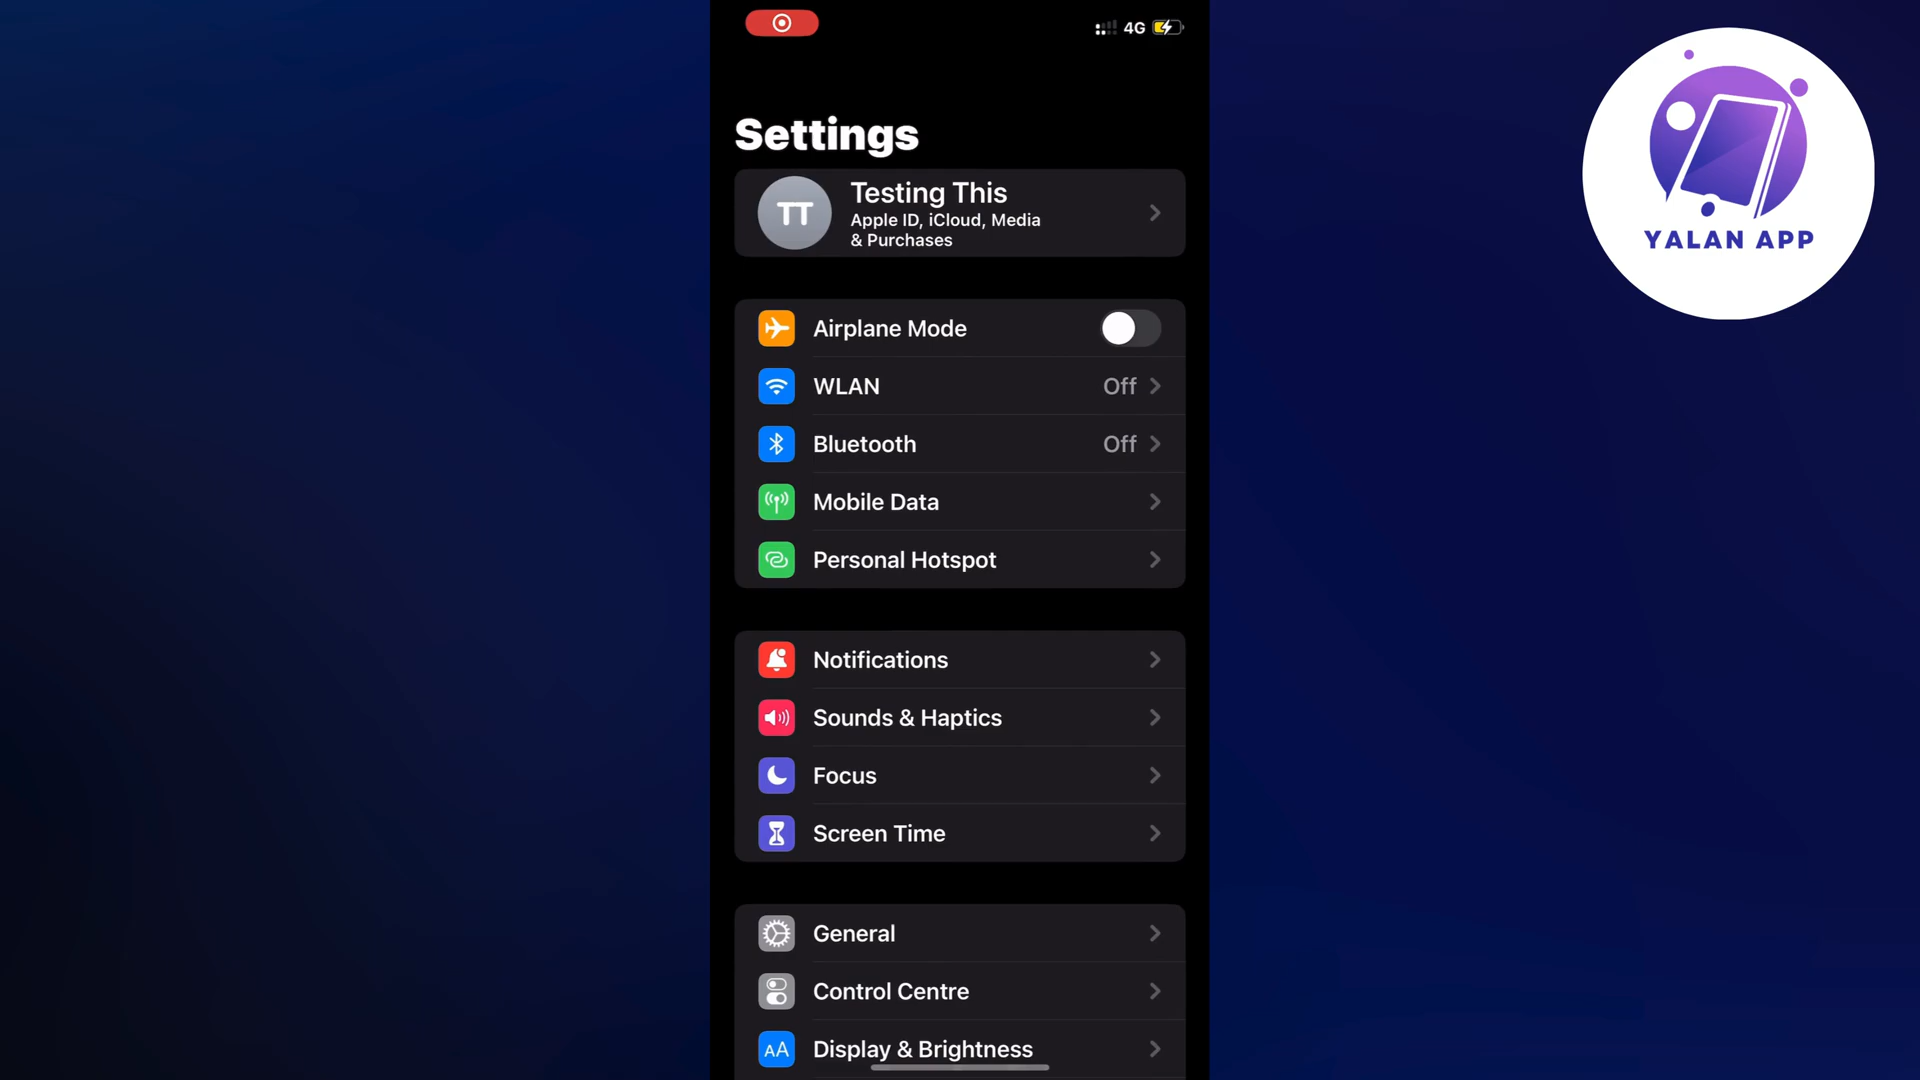 4G
Settings
TT
Testing This
Apple ID, iCloud, Media
& Purchases
Airplane Mode
WLAN Off
Bluetooth Off
Mobile Data
Personal Hotspot
Notifications
Sounds & Haptics
Focus
Screen Time
General
Control Centre
AA
Display & Brightness
YALAN APP